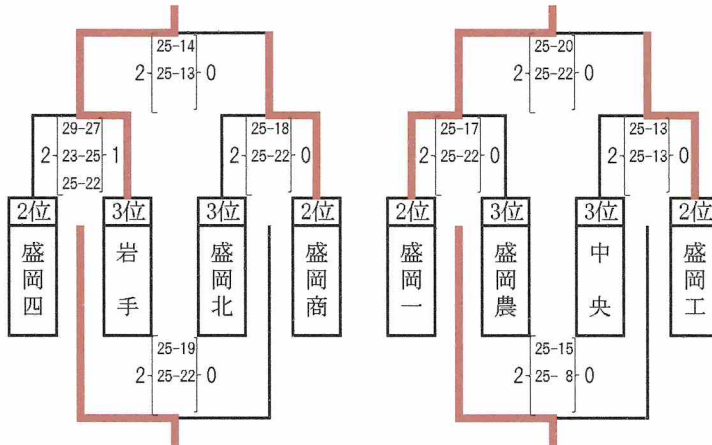 25-14
2 25-13 0
29-27
2 23-25 1
25-22
25-18
2 25-22 0
2位
3位
3位
2位
盛岡四
岩手
盛岡北
盛岡商
25-19
2 25-22 0
25-20
2 25-22 0
25-17
2 25-22 0
25-13
2 25-13 0
2位
3位
3位
2位
盛岡一
盛岡農
中央
盛岡工
25-15
2 25- 8 0